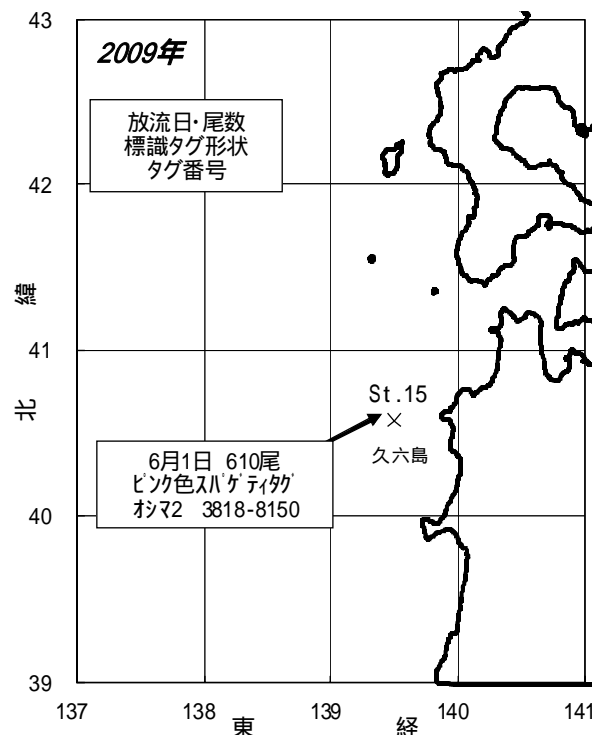 43
2009年
放流日・尾数
標識タグ形状
タグ番号
42
緯
41
北
St.15
久六島
6月1日 610尾
ﾋﾟﾝｸ色ｽﾊﾟｹﾞﾃｨﾀｸﾞ
ｵｼﾏ2 3818-8150
40
39
137 138 139 140 141
東 経